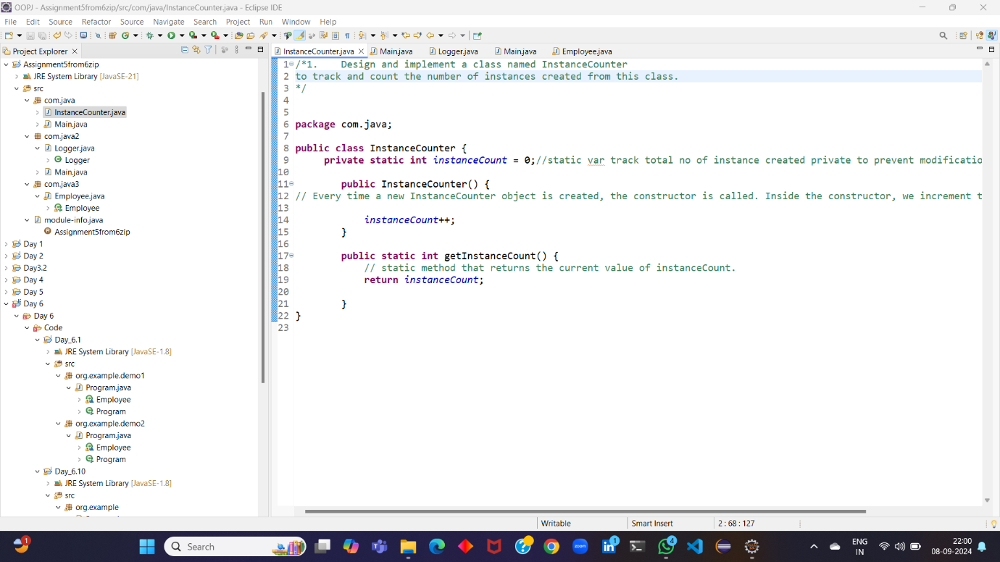 OOPJ - Assignment5from6zip/src/com/java/InstanceCounter.java - Eclipse IDE
File Edit Source Refactor Source Navigate Search Project Run Window Help
Project Explorer
InstanceCounter.java Main.java Logger.java Main.java Employee.java
Assignment5from6zip
JRE System Library [JavaSE-21]
src
com.java
InstanceCounter.java
Main.java
com.java2
Logger.java
Logger
Main.java
com.java3
Employee.java
Employee
module-info.java
Assignment5from6zip
Day 1
Day 2
Day3.2
Day 4
Day 5
Day 6
Day 6
Code
Day_6.1
JRE System Library [JavaSE-1.8]
src
org.example.demo1
Program.java
Employee
Program
org.example.demo2
Program.java
Employee
Program
Day_6.10
JRE System Library [JavaSE-1.8]
src
org.example
1 /*1. Design and implement a class named InstanceCounter
2 to track and count the number of instances created from this class.
3 */
4
5
6 package com.java;
7
8 public class InstanceCounter {
9 private static int instanceCount = 0;//static var track total no of instance created private to prevent modificatio
10
11 public InstanceCounter() {
12 // Every time a new InstanceCounter object is created, the constructor is called. Inside the constructor, we increment t
13
14 instanceCount++;
15 }
16
17 public static int getInstanceCount() {
18 // static method that returns the current value of instanceCount.
19 return instanceCount;
20
21 }
22 }
23
Writable Smart Insert 2 : 68 : 127
1 Search zoom 1 4 ENG IN 22:00 08-09-2024